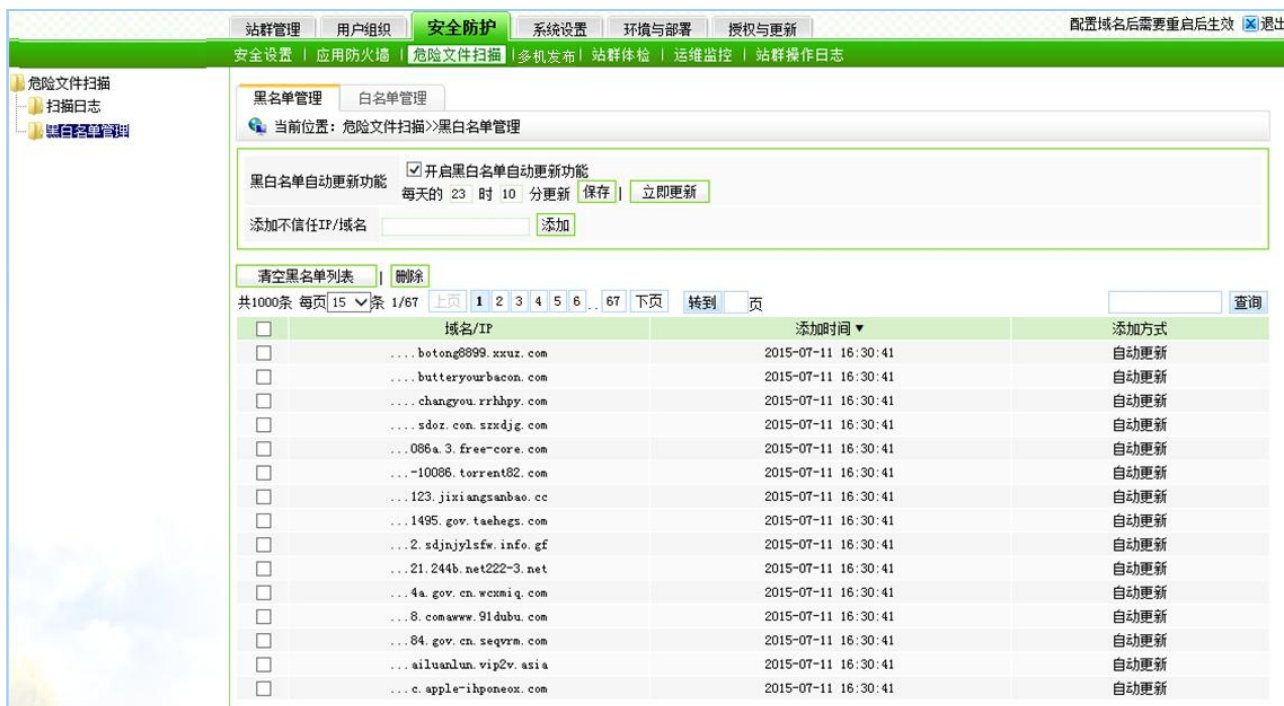 站群管理 用户组织 安全防护 系统设置 环境与部署 授权与更新 配置域名后需要重启后生效 退出
安全设置 | 应用防火墙 | 危险文件扫描 | 多机发布 | 站群体检 | 运维监控 | 站群操作日志
危险文件扫描
扫描日志
黑白名单管理
黑名单管理 白名单管理
当前位置: 危险文件扫描>>黑白名单管理
黑白名单自动更新功能 开启黑白名单自动更新功能
每天的 23 时 10 分更新 保存 | 立即更新
添加不信任IP/域名 添加
清空黑名单列表 | 删除
共1000条 每页 15 条 1/67 上页 1 2 3 4 5 6 .. 67 下页 转到 页 查询
域名/IP 添加时间▼ 添加方式
....botong8899.xxuz.com 2015-07-11 16:30:41 自动更新
....butteryourbacon.com 2015-07-11 16:30:41 自动更新
....changyou.rrhhpy.com 2015-07-11 16:30:41 自动更新
....sdoz.con.szxdjg.com 2015-07-11 16:30:41 自动更新
...086a.3.free-core.com 2015-07-11 16:30:41 自动更新
...-10086.torrent82.com 2015-07-11 16:30:41 自动更新
...123.jixiangsanbao.cc 2015-07-11 16:30:41 自动更新
...1495.gov.taehegs.com 2015-07-11 16:30:41 自动更新
...2.sdjnjylsfw.info.gf 2015-07-11 16:30:41 自动更新
...21.244b.net222-3.net 2015-07-11 16:30:41 自动更新
...4a.gov.cn.wcxmiq.com 2015-07-11 16:30:41 自动更新
...8.comawww.91dubu.com 2015-07-11 16:30:41 自动更新
...84.gov.cn.seqvrm.com 2015-07-11 16:30:41 自动更新
...ailuanlun.vip2v.asia 2015-07-11 16:30:41 自动更新
...c.apple-ihponeox.com 2015-07-11 16:30:41 自动更新